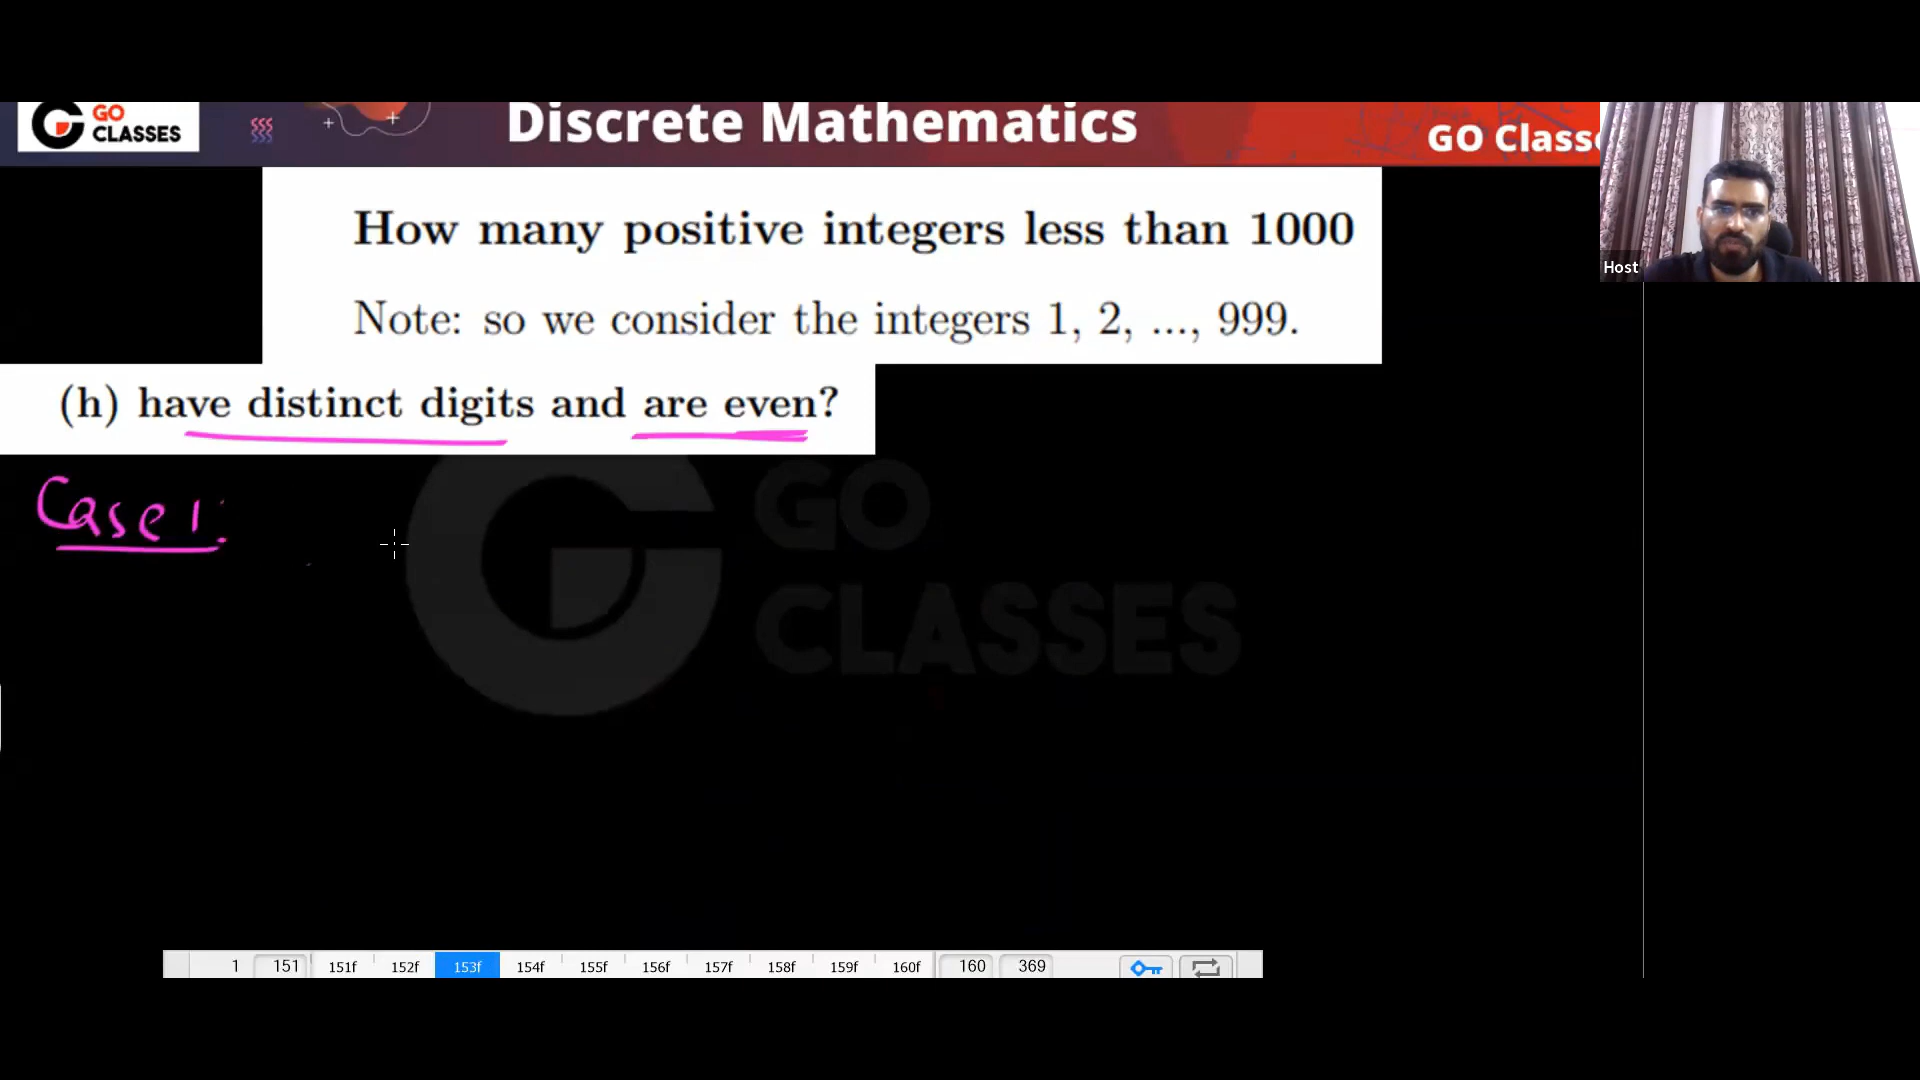 GO
CLASSES
Discrete Mathematics
GO Classe
Host
How many positive integers less than 1000
Note: so we consider the integers 1, 2, ..., 999.
(h) have distinct digits and are even?
Case 1:
GO
CLASSES
1 151 151f 152f 153f 154f 155f 156f 157f 158f 159f 160f 160 369